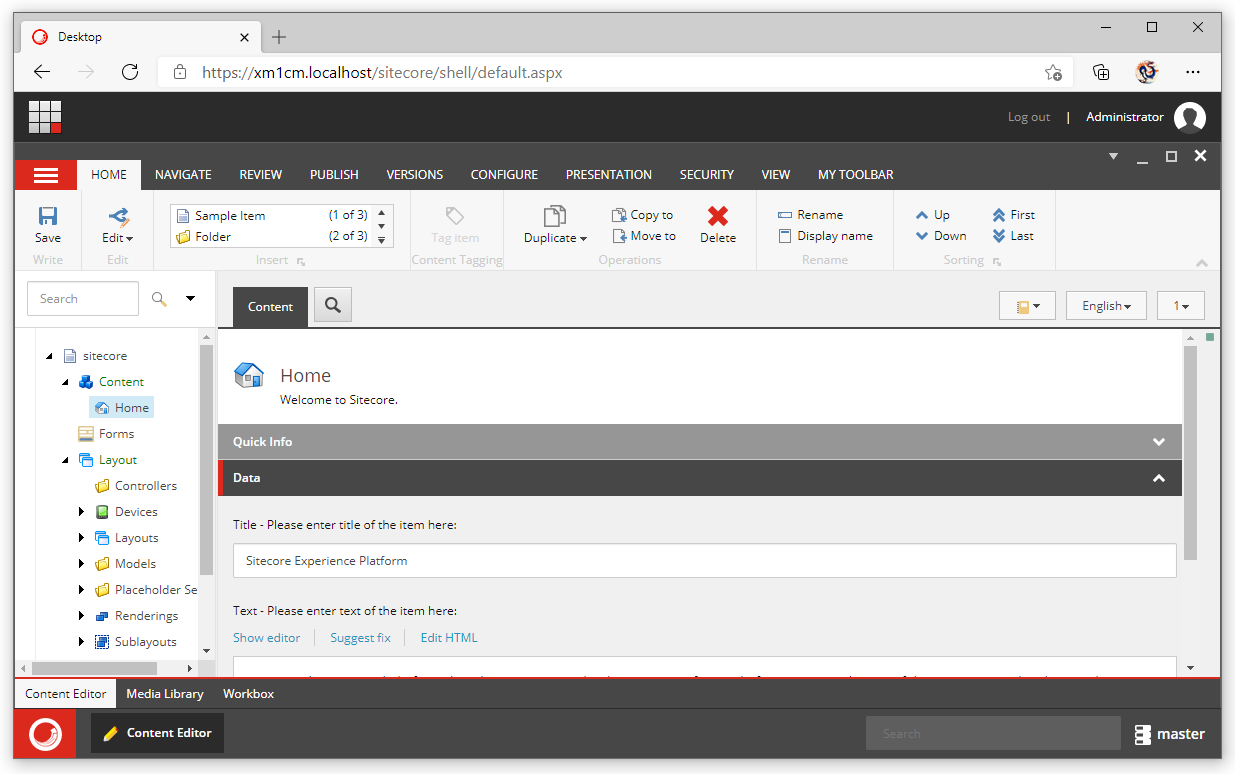 Desktop
https://xm1cm.localhost/sitecore/shell/default.aspx
Log out | Administrator
HOME NAVIGATE REVIEW PUBLISH VERSIONS CONFIGURE PRESENTATION SECURITY VIEW MY TOOLBAR
Sample Item (1 of 3)
Folder (2 of 3)
Save
Write
Edit
Edit
Insert
Tag item
Content Tagging
Duplicate
Copy to
Move to
Delete
Operations
Rename
Display name
Rename
Up First
Down Last
Sorting
Search
Content
English
1
sitecore
Content
Home
Forms
Layout
Controllers
Devices
Layouts
Models
Placeholder Se
Renderings
Sublayouts
Home
Welcome to Sitecore.
Quick Info
Data
Title - Please enter title of the item here:
Sitecore Experience Platform
Text - Please enter text of the item here:
Show editor Suggest fix Edit HTML
Content Editor Media Library Workbox
Content Editor
Search
master